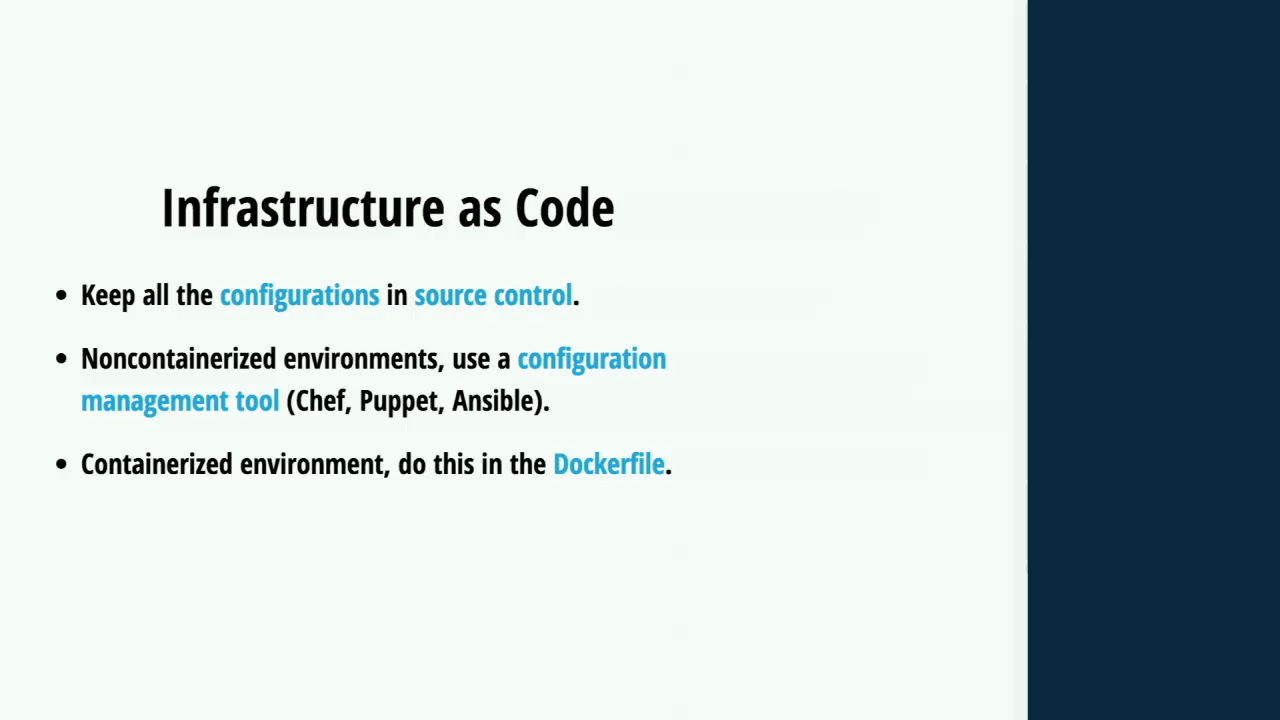 Infrastructure as Code
• Keep all the configurations in source control.
• Noncontainerized environments, use a configuration
management tool (Chef, Puppet, Ansible).
• Containerized environment, do this in the Dockerfile.